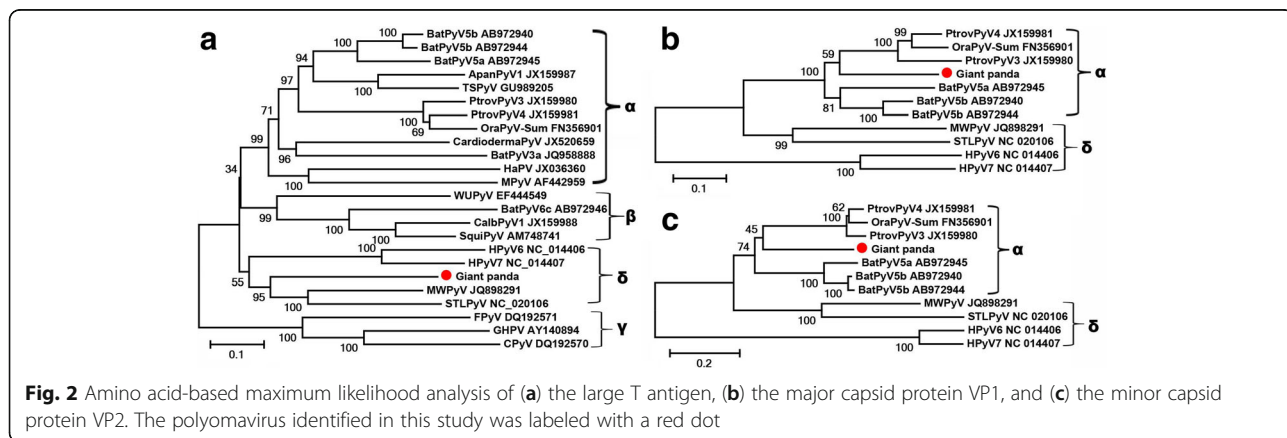 a
BatPyV5b AB972940
BatPyV5b AB972944
BatPyV5a AB972945
ApanPyV1 JX159987
TSPyV GU989205
PtrovPyV3 JX159980
PtrovPyV4 JX159981
OraPyV-Sum FN356901
CardiodermaPyV JX520659
BatPyV3a JQ958888
HaPV JX036360
MPyV AF442959
WUPyV EF444549
BatPyV6c AB972946
CalbPyV1 JX159988
SquiPyV AM748741
HPyV6 NC_014406
HPyV7 NC_014407
Giant panda
MWPyV JQ898291
STLPyV NC_020106
FPyV DQ192571
GHPV AY140894
CPyV DQ192570
100
100
94
100
97
100
69
71
99
96
100
34
99
100
100
100
55
95
100
100
100
α
β
δ
γ
0.1
b
PtrovPyV4 JX159981
OraPyV-Sum FN356901
PtrovPyV3 JX159980
Giant panda
BatPyV5a AB972945
BatPyV5b AB972940
BatPyV5b AB972944
MWPyV JQ898291
STLPyV NC 020106
HPyV6 NC 014406
HPyV7 NC 014407
99
59
100
100
81
100
99
100
α
δ
0.1
c
PtrovPyV4 JX159981
OraPyV-Sum FN356901
PtrovPyV3 JX159980
Giant panda
BatPyV5a AB972945
BatPyV5b AB972940
BatPyV5b AB972944
MWPyV JQ898291
STLPyV NC 020106
HPyV6 NC 014406
HPyV7 NC 014407
62
100
45
74
100
100
100
100
α
δ
0.2
Fig. 2 Amino acid-based maximum likelihood analysis of (a) the large T antigen, (b) the major capsid protein VP1, and (c) the minor capsid
protein VP2. The polyomavirus identified in this study was labeled with a red dot